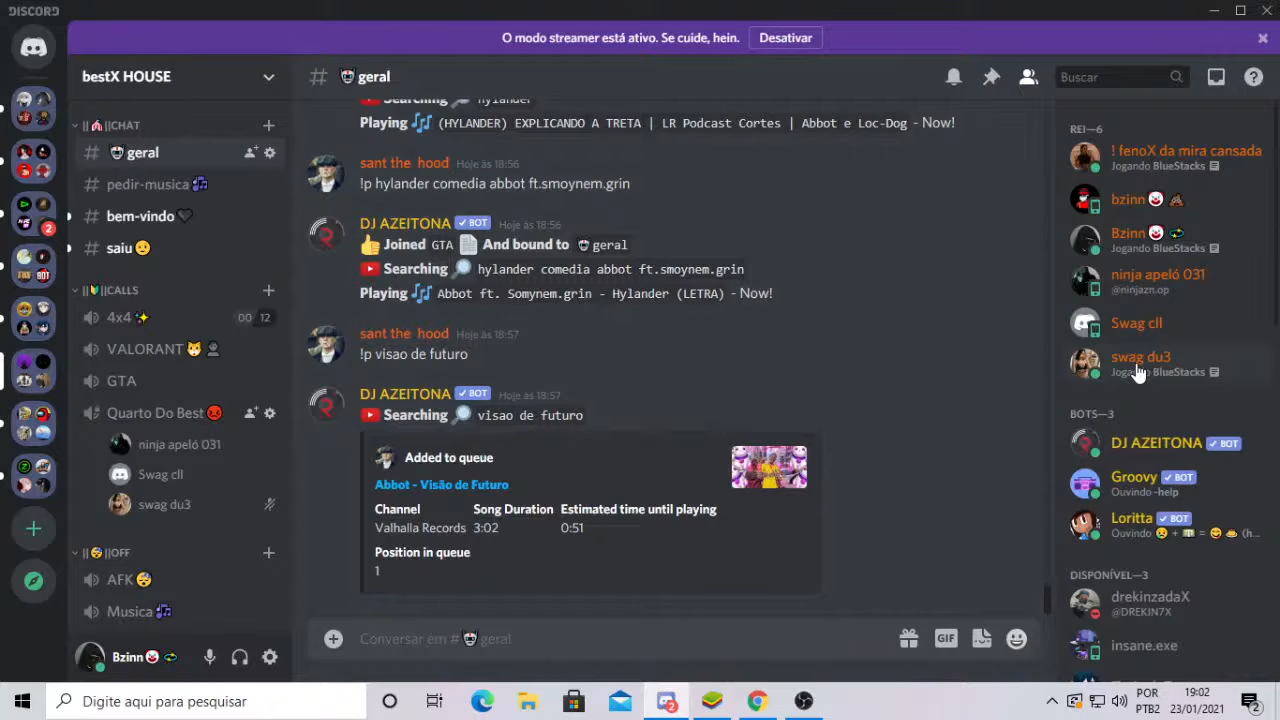 DISCORD
O modo streamer está ativo. Se cuide, hein. Desativar
bestX HOUSE
CHAT
geral
pedir-musica
bem-vindo
saiu
CALLS
4x4 00 12
VALORANT
GTA
Quarto Do Best
ninja apeló 031
Swag cll
swag du3
OFF
AFK
Musica
Bzinn
geral
Buscar
Searching hylander
Playing (HYLANDER) EXPLICANDO A TRETA | LR Podcast Cortes | Abbot e Loc-Dog - Now!
sant the hood Hoje às 18:56
!p hylander comedia abbot ft.smoynem.grin
DJ AZEITONA BOT Hoje às 18:56
Joined GTA And bound to geral
Searching hylander comedia abbot ft.smoynem.grin
Playing Abbot ft. Somynem.grin - Hylander (LETRA) - Now!
sant the hood Hoje às 18:57
!p visao de futuro
DJ AZEITONA BOT Hoje às 18:57
Searching visao de futuro
Added to queue
Abbot - Visão de Futuro
Channel Song Duration Estimated time until playing
Valhalla Records 3:02 0:51
Position in queue
1
Conversar em # geral
GIF
REI—6
! fenoX da mira cansada
Jogando BlueStacks
bzinn
Bzinn
Jogando BlueStacks
ninja apeló 031
@ninjazn.op
Swag cll
swag du3
Jogando BlueStacks
BOTS—3
DJ AZEITONA BOT
Groovy BOT
Ouvindo -help
Loritta BOT
Ouvindo + = (h...
DISPONÍVEL—3
drekinzadaX
@DREKIN7X
insane.exe
Digite aqui para pesquisar
POR
PTB2
19:02
23/01/2021
2